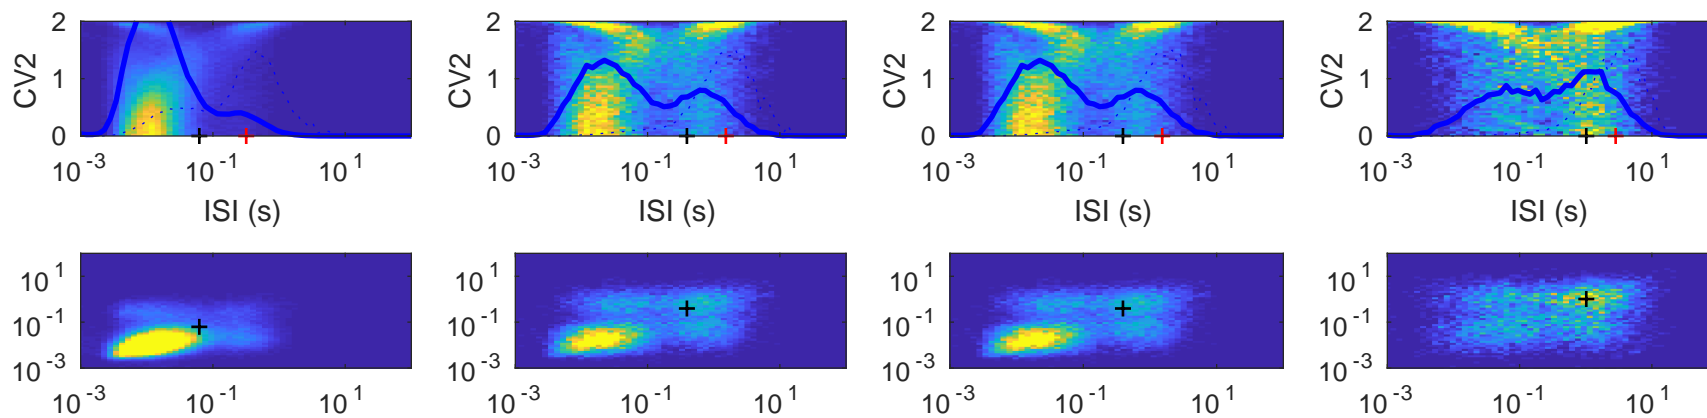 2 2 2 2
CV2 1 CV2 1 CV2 1 CV2 1
0 0 0 0
10^-3 10^-1 10^1 10^-3 10^-1 10^1 10^-3 10^-1 10^1 10^-1 10^1
ISI (s) ISI (s) ISI (s) ISI (s)
10^1 10^1 10^1 10^1
10^-1 10^-1 10^-1 10^-1
10^-3 10^-3 10^-3 10^-3
10^-3 10^-1 10^1 10^-3 10^-1 10^1 10^-3 10^-1 10^1 10^-3 10^-1 10^1